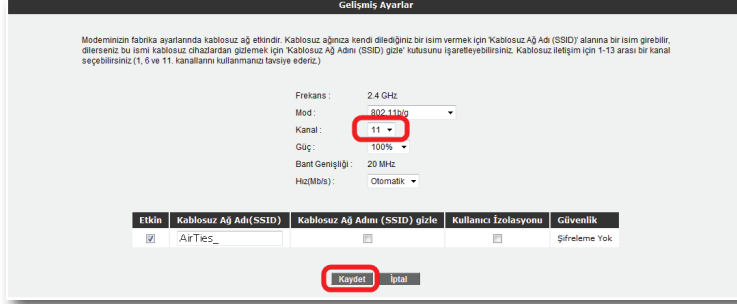 Gelişmiş Ayarlar
Modeminizin fabrika ayarlarında kablosuz ağ etkindir. Kablosuz ağınıza kendi dilediğiniz bir isim vermek için 'Kablosuz Ağ Adı (SSID)' alanına bir isim girebilir,
dilerseniz bu ismi kablosuz cihazlardan gizlemek için 'Kablosuz Ağ Adını (SSID) gizle' kutusunu işaretleyebilirsiniz. Kablosuz iletişim için 1-13 arası bir kanal
seçebilirsiniz (1, 6 ve 11. kanallarını kullanmanızı tavsiye ederiz.)
Frekans : 2.4 GHz
Mod : 802.11b/g
Kanal : 11
Güç : 100%
Bant Genişliği : 20 MHz
Hız(Mb/s) : Otomatik
Etkin Kablosuz Ağ Adı(SSID) Kablosuz Ağ Adını (SSID) gizle Kullanıcı İzolasyonu Güvenlik
AirTies_ Şifreleme Yok
Kaydet İptal